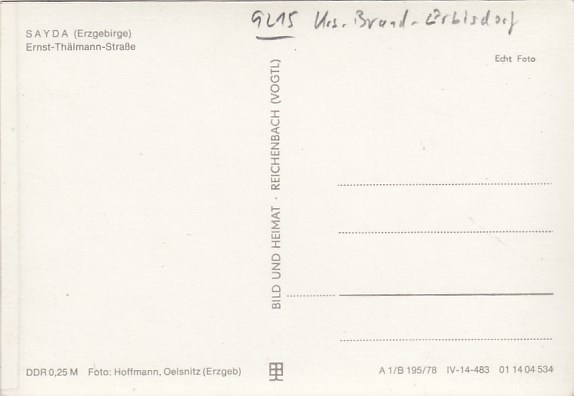 9215 Krs. Brand-Erbisdorf
SAYDA (Erzgebirge)
Ernst-Thälmann-Straße
Echt Foto
BILD UND HEIMAT · REICHENBACH (VOGTL)
DDR 0,25 M Foto: Hoffmann, Oelsnitz (Erzgeb)
A 1/B 195/78 IV-14-483 01 14 04 534